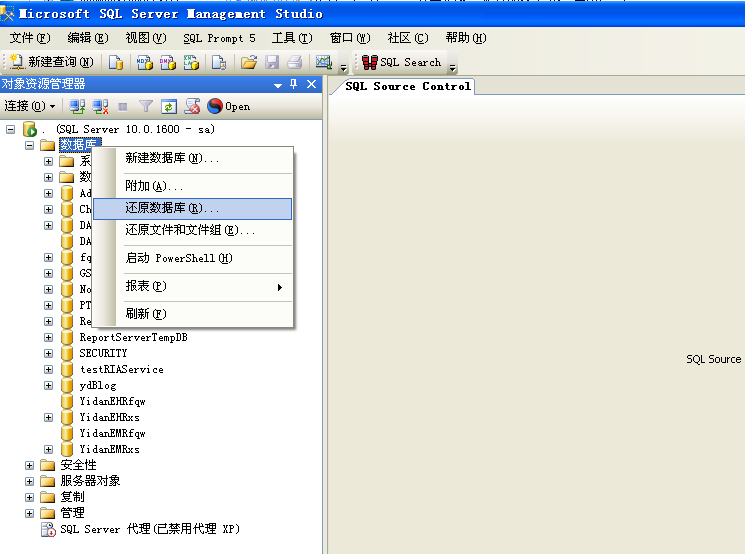 Microsoft SQL Server Management Studio
文件(F) 编辑(E) 视图(V) SQL Prompt 5 工具(T) 窗口(W) 社区(C) 帮助(H)
新建查询(N) SQL Search
对象资源管理器
SQL Source Control
连接(O) Open
. (SQL Server 10.0.1600 - sa)
数据库
系
新建数据库(N)...
数
附加(A)...
Ad
还原数据库(R)...
Ch
还原文件和文件组(E)...
DA
DA
启动 PowerShell(H)
fq
GS
报表(P)
No
PT
刷新(F)
Re
ReportServerTempDB
SECURITY
SQL Source
testRIAService
ydBlog
YidanEHRfqw
YidanEHRxs
YidanEMRfqw
YidanEMRxs
安全性
服务器对象
复制
管理
SQL Server 代理(已禁用代理 XP)